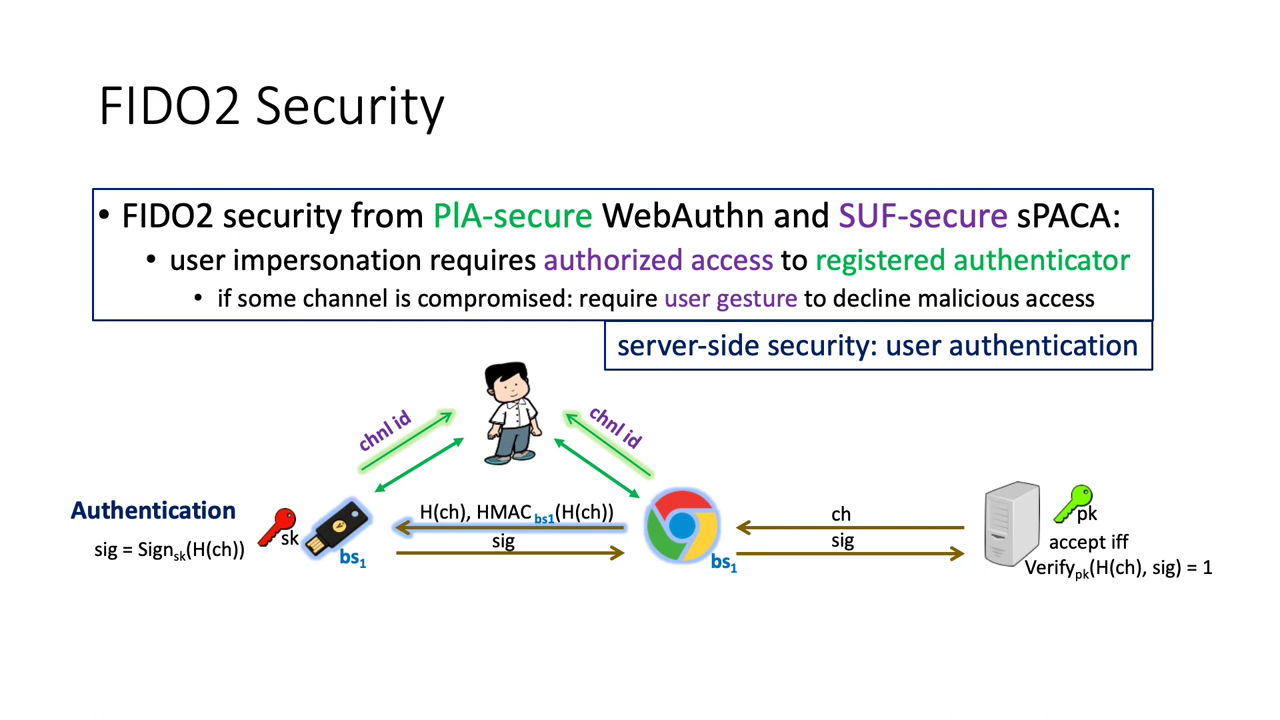 FIDO2 Security
• FIDO2 security from PlA-secure WebAuthn and SUF-secure sPACA:
• user impersonation requires authorized access to registered authenticator
• if some channel is compromised: require user gesture to decline malicious access
server-side security: user authentication
chnl id
chnl id
Authentication
sig = Signsk(H(ch))
sk
bs1
H(ch), HMAC bs1(H(ch))
sig
bs1
ch
sig
pk
accept iff
Verifypk(H(ch), sig) = 1